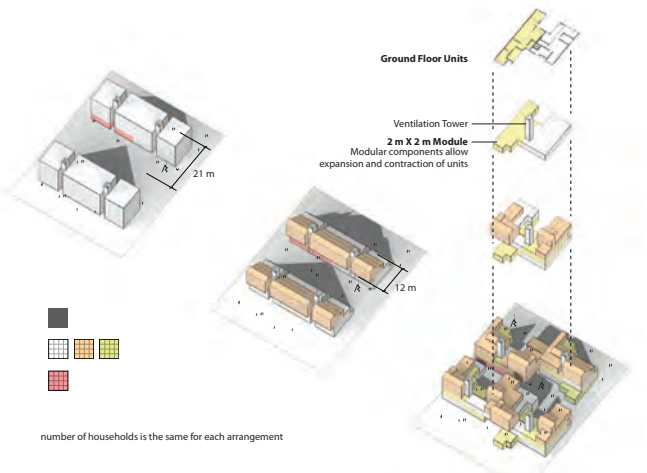 Ground Floor Units
Ventilation Tower
2 m X 2 m Module
Modular components allow
expansion and contraction of units
21 m
12 m
number of households is the same for each arrangement